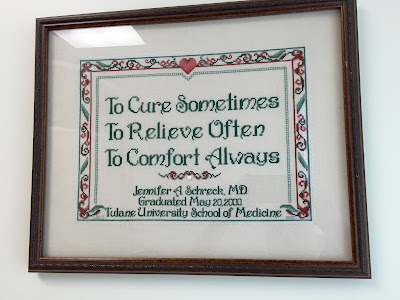 To Cure Sometimes
To Relieve Often
To Comfort Always
Jennifer A. Schreck, MD
Graduated May 20, 2000
Tulane University School of Medicine